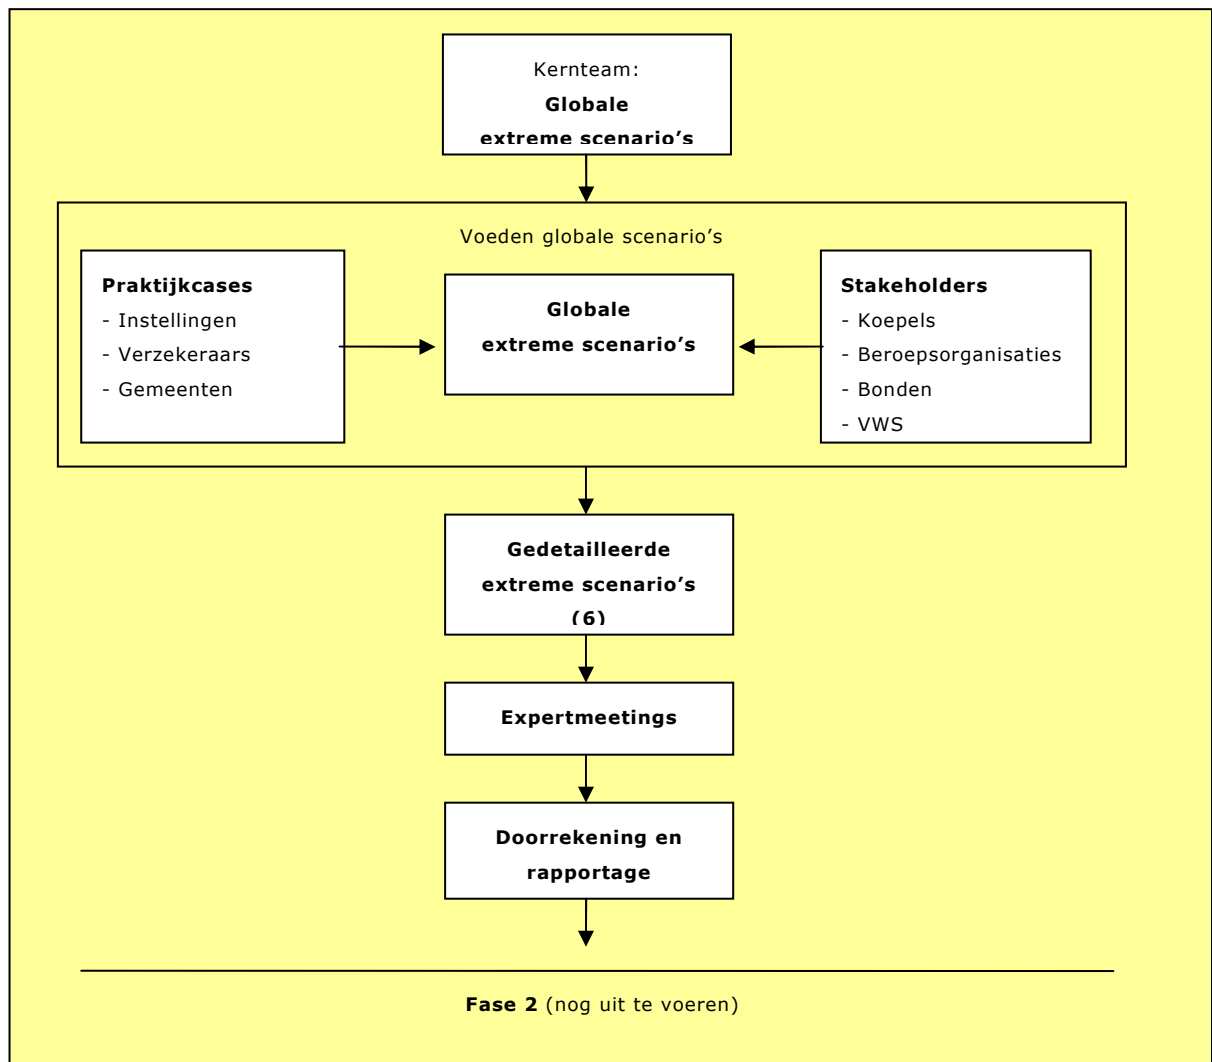 Kernteam:
Globale
extreme scenario’s
Voeden globale scenario’s
Praktijkcases
- Instellingen
- Verzekeraars
- Gemeenten
Globale
extreme scenario’s
Stakeholders
- Koepels
- Beroepsorganisaties
- Bonden
- VWS
Gedetailleerde
extreme scenario’s
(6)
Expertmeetings
Doorrekening en
rapportage
Fase 2 (nog uit te voeren)